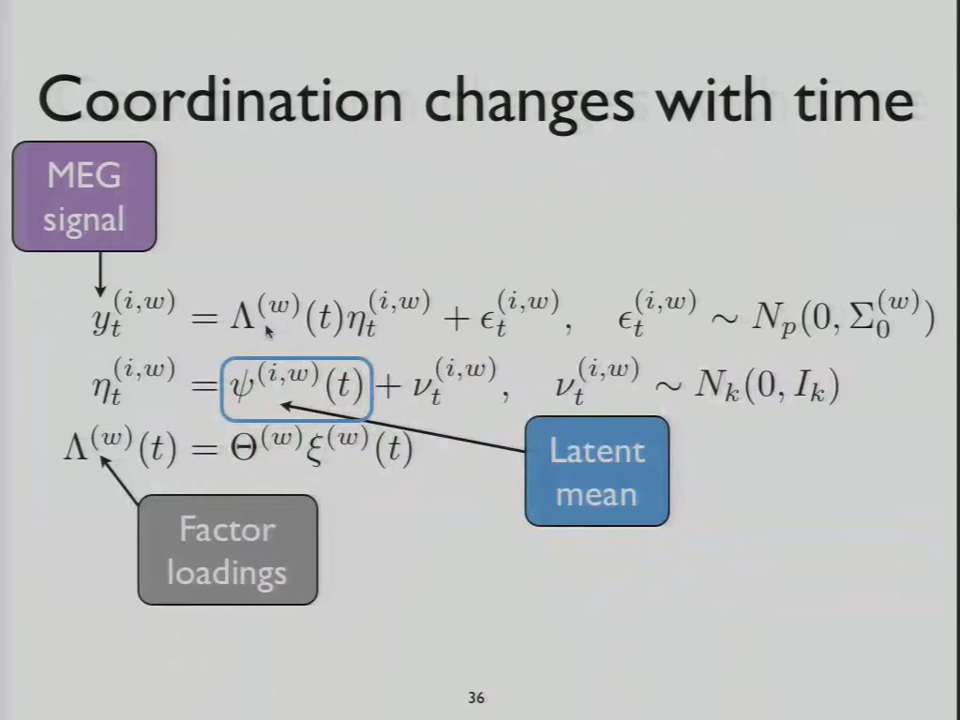 Coordination changes with time
MEG
signal
y_t^{(i,w)} = Λ^{(w)}(t)η_t^{(i,w)} + ϵ_t^{(i,w)},   ϵ_t^{(i,w)} ∼ N_p(0, Σ_0^{(w)})
η_t^{(i,w)} = ψ^{(i,w)}(t) + ν_t^{(i,w)},   ν_t^{(i,w)} ∼ N_k(0, I_k)
Λ^{(w)}(t) = Θ^{(w)}ξ^{(w)}(t)
Latent
mean
Factor
loadings
36